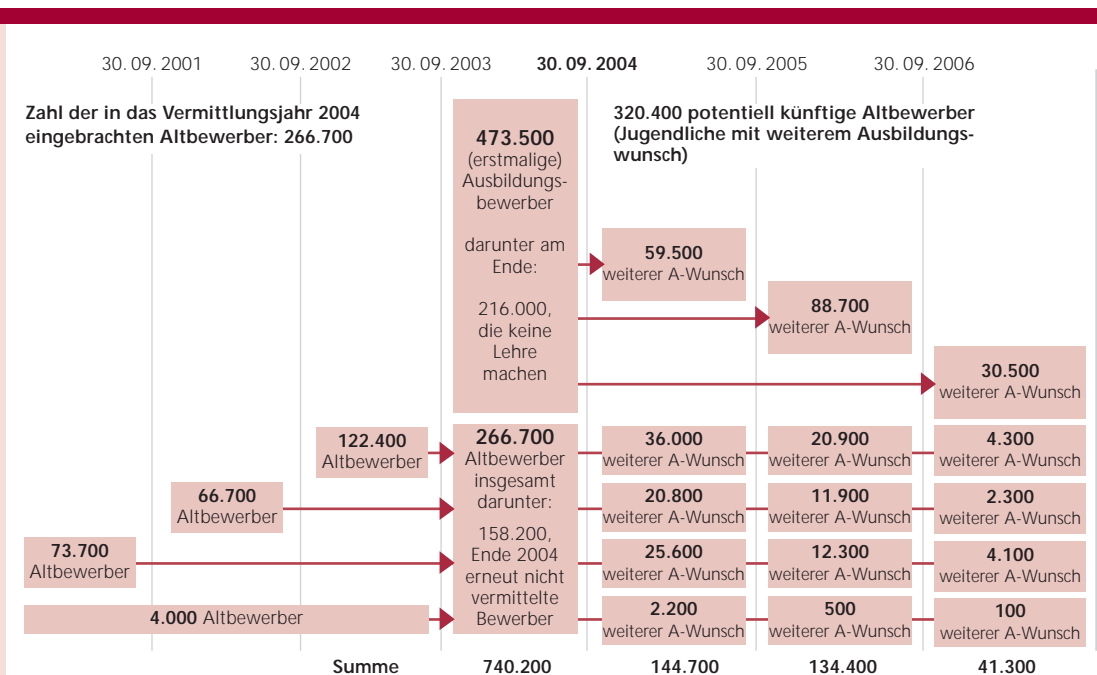 30.09.2001 30.09.2002 30.09.2003 30.09.2004 30.09.2005 30.09.2006
Zahl der in das Vermittlungsjahr 2004
eingebrachten Altbewerber: 266.700
473.500
(erstmalige)
Ausbildungs-
bewerber
darunter am
Ende:
216.000,
die keine
Lehre
machen
320.400 potentiell künftige Altbewerber
(Jugendliche mit weiterem Ausbildungs-
wunsch)
59.500
weiterer A-Wunsch
88.700
weiterer A-Wunsch
30.500
weiterer A-Wunsch
122.400
Altbewerber
66.700
Altbewerber
73.700
Altbewerber
4.000 Altbewerber
266.700
Altbewerber
insgesamt
darunter:
158.200,
Ende 2004
erneut nicht
vermittelte
Bewerber
36.000 20.900 4.300
weiterer A-Wunsch weiterer A-Wunsch weiterer A-Wunsch
20.800 11.900 2.300
weiterer A-Wunsch weiterer A-Wunsch weiterer A-Wunsch
25.600 12.300 4.100
weiterer A-Wunsch weiterer A-Wunsch weiterer A-Wunsch
2.200 500 100
weiterer A-Wunsch weiterer A-Wunsch weiterer A-Wunsch
Summe 740.200 144.700 134.400 41.300